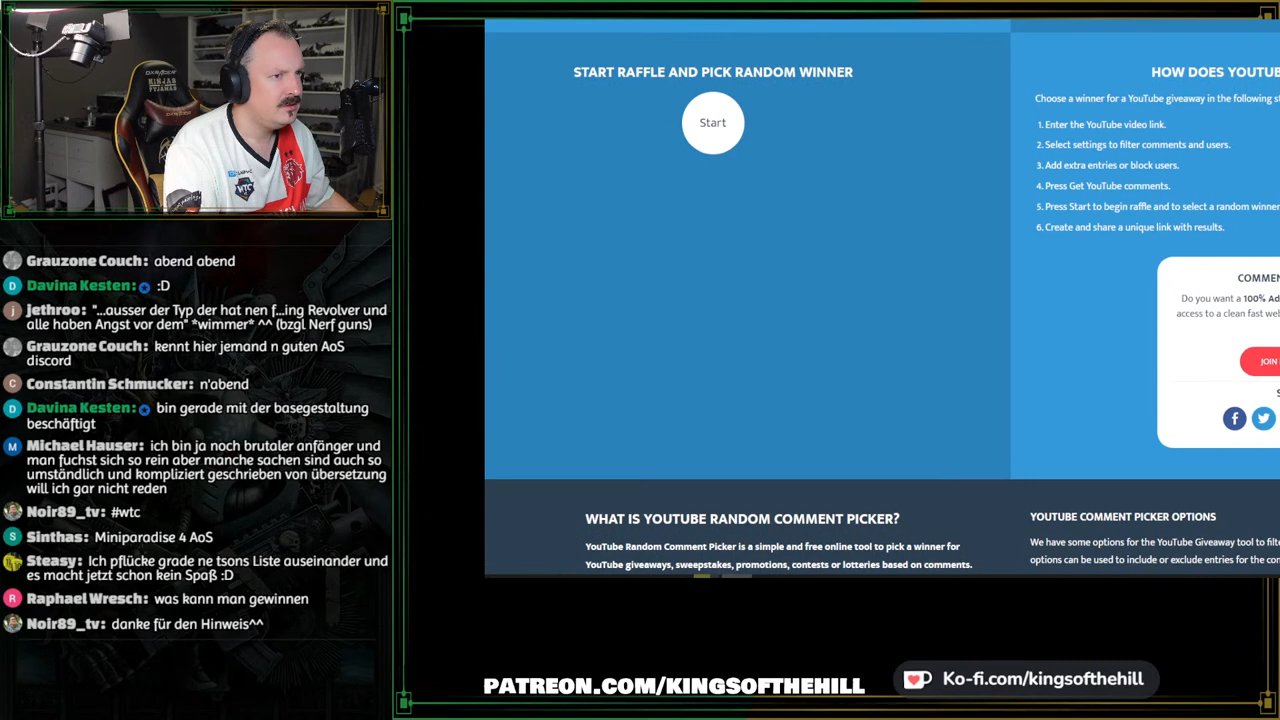 DXRACER
NINJAS
IN
PYJAMAS
WTC
Grauzone Couch: abend abend
Davina Kesten: :D
jethroo: "...ausser der Typ der hat nen f...ing Revolver und
alle haben Angst vor dem" *wimmer* ^^ (bzgl Nerf guns)
Grauzone Couch: kennt hier jemand n guten AoS
discord
Constantin Schmucker: n'abend
Davina Kesten: bin gerade mit der basegestaltung
beschäftigt
Michael Hauser: ich bin ja noch brutaler anfänger und
man fuchst sich so rein aber manche sachen sind auch so
umständlich und kompliziert geschrieben von übersetzung
will ich gar nicht reden
Noir89_tv: #wtc
Sinthas: Miniparadise 4 AoS
Steasy: Ich pflücke grade ne tsons Liste auseinander und
es macht jetzt schon kein Spaß :D
Raphael Wresch: was kann man gewinnen
Noir89_tv: danke für den Hinweis^^
START RAFFLE AND PICK RANDOM WINNER
Start
HOW DOES YOUTUBE
Choose a winner for a YouTube giveaway in the following st
1. Enter the YouTube video link.
2. Select settings to filter comments and users.
3. Add extra entries or block users.
4. Press Get YouTube comments.
5. Press Start to begin raffle and to select a random winner
6. Create and share a unique link with results.
COMMEN
Do you want a 100% Ad
access to a clean fast web
JOIN
S
WHAT IS YOUTUBE RANDOM COMMENT PICKER?
YouTube Random Comment Picker is a simple and free online tool to pick a winner for
YouTube giveaways, sweepstakes, promotions, contests or lotteries based on comments.
YOUTUBE COMMENT PICKER OPTIONS
We have some options for the YouTube Giveaway tool to filte
options can be used to include or exclude entries for the com
PATREON.COM/KINGSOFTHEHILL
Ko-fi.com/kingsofthehill